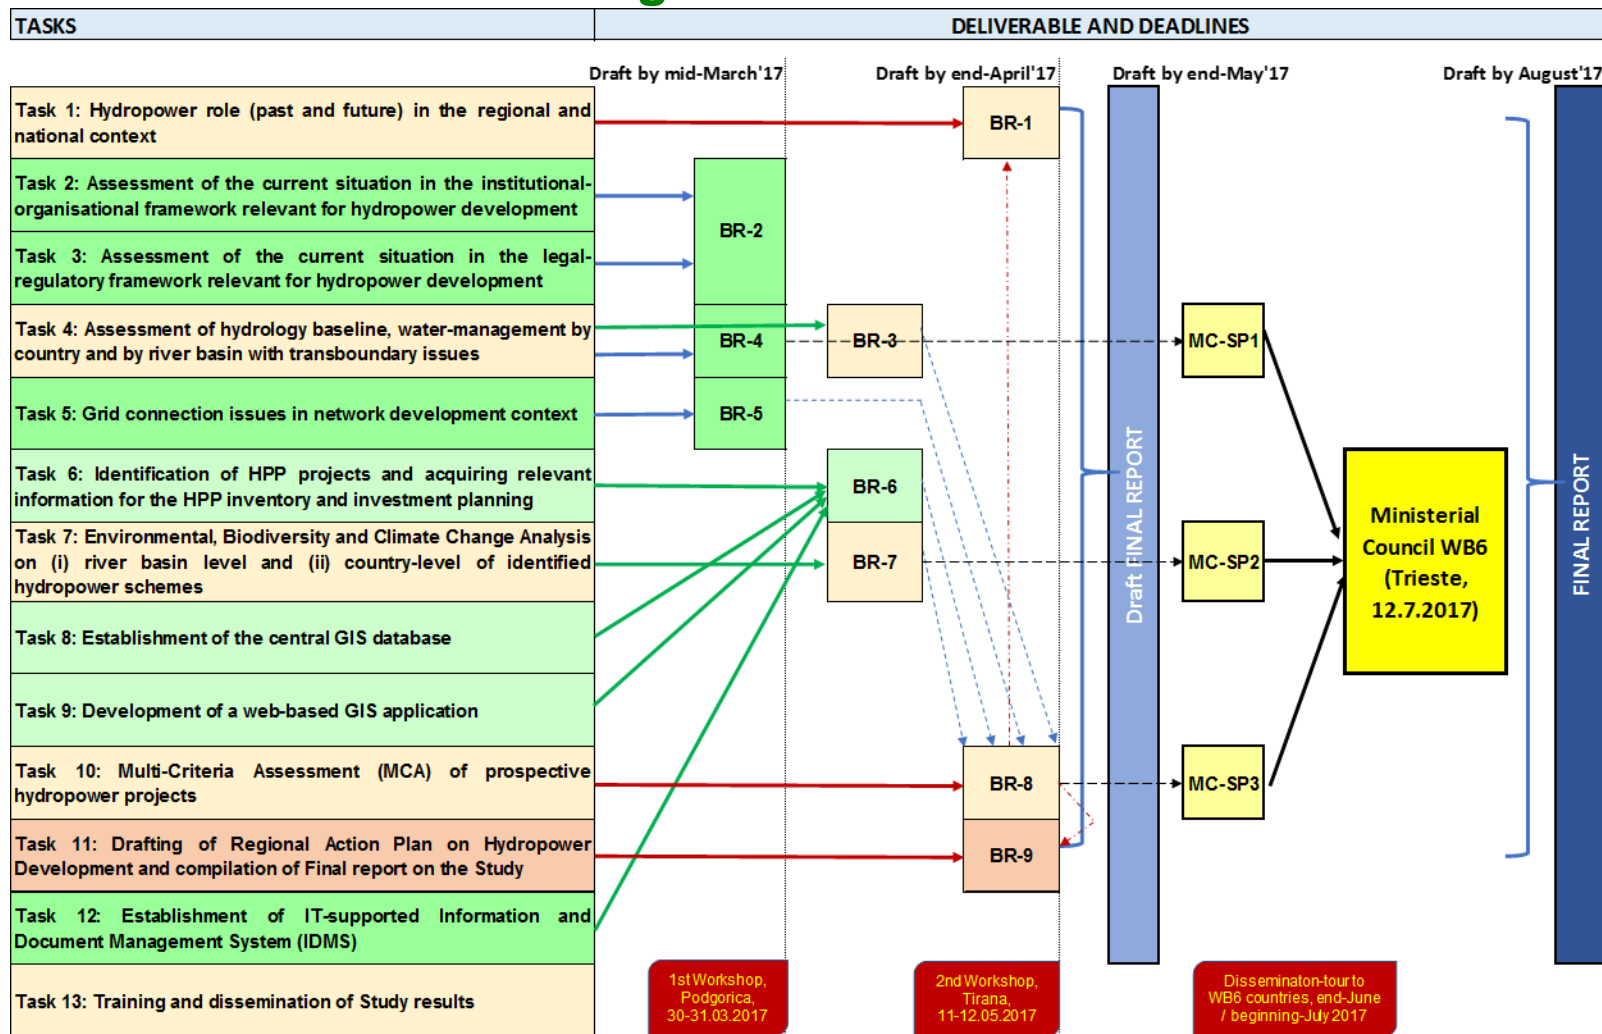 TASKS
DELIVERABLE AND DEADLINES
Draft by mid-March'17
Draft by end-April'17
Draft by end-May'17
Draft by August'17
Task 1: Hydropower role (past and future) in the regional and
national context
BR-1
Task 2: Assessment of the current situation in the institutional-
organisational framework relevant for hydropower development
BR-2
Task 3: Assessment of the current situation in the legal-
regulatory framework relevant for hydropower development
Task 4: Assessment of hydrology baseline, water-management by
country and by river basin with transboundary issues
BR-4
BR-3
MC-SP1
Task 5: Grid connection issues in network development context
BR-5
Task 6: Identification of HPP projects and acquiring relevant
information for the HPP inventory and investment planning
BR-6
Task 7: Environmental, Biodiversity and Climate Change Analysis
on (i) river basin level and (ii) country-level of identified
hydropower schemes
BR-7
MC-SP2
Draft FINAL REPORT
Ministerial
Council WB6
(Trieste,
12.7.2017)
FINAL REPORT
Task 8: Establishment of the central GIS database
Task 9: Development of a web-based GIS application
Task 10: Multi-Criteria Assessment (MCA) of prospective
hydropower projects
BR-8
MC-SP3
Task 11: Drafting of Regional Action Plan on Hydropower
Development and compilation of Final report on the Study
BR-9
Task 12: Establishment of IT-supported Information and
Document Management System (IDMS)
Task 13: Training and dissemination of Study results
1st Workshop,
Podgorica,
30-31.03.2017
2nd Workshop,
Tirana,
11-12.05.2017
Disseminaton-tour to
WB6 countries, end-June
/ beginning-July 2017